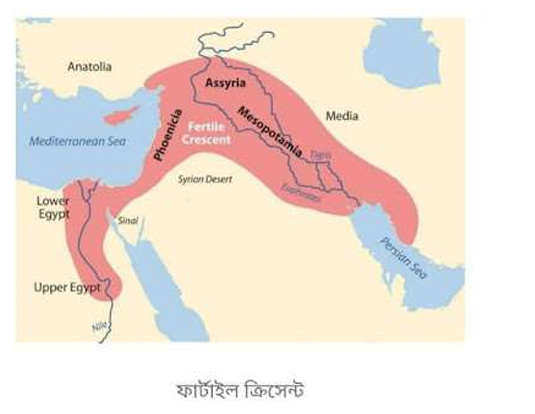 Anatolia
Assyria
Media
Phoenicia
Fertile
Crescent
Mesopotamia
Mediterranean Sea
Tigris
Syrian Desert
Euphrates
Lower
Egypt
Sinai
Persian Sea
Upper Egypt
Nile
ফার্টাইল ক্রিসেন্ট